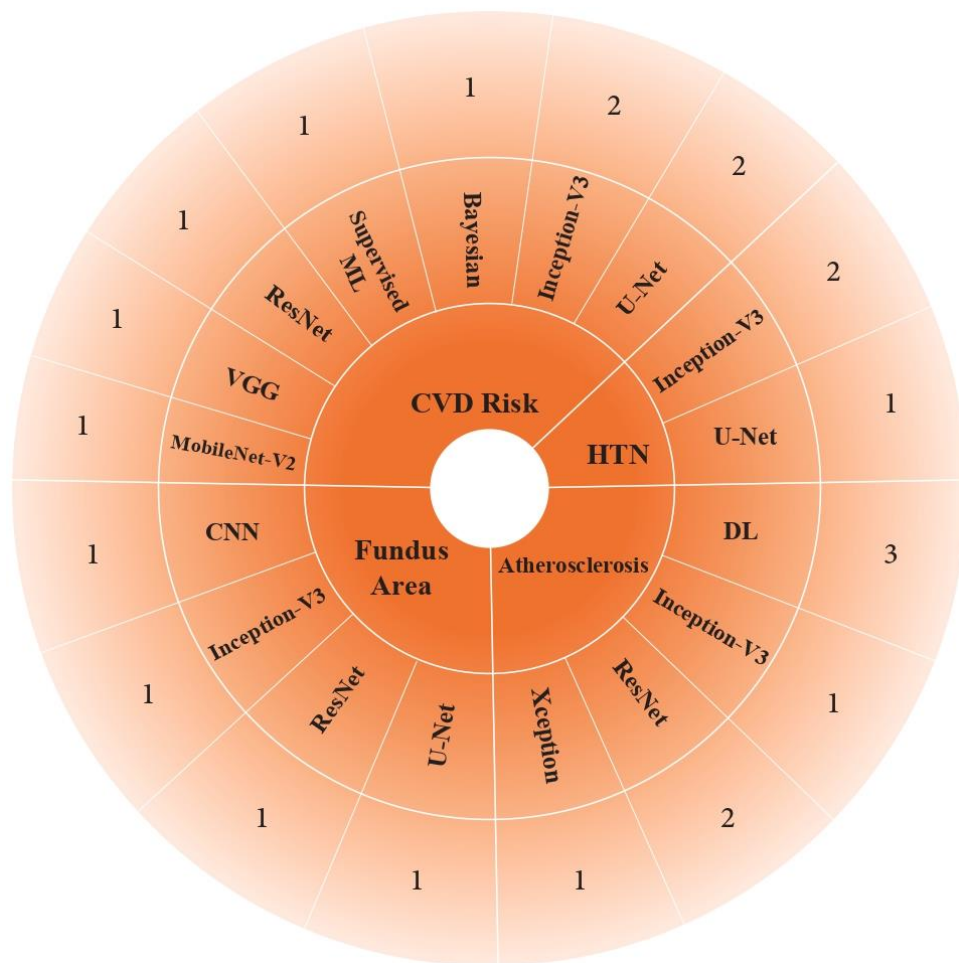 1
2
1
2
1
2
1
2
1
1
3
1
1
1
1
2
1
1
Bayesian
Inception-V3
Supervised
ML
U-Net
ResNet
Inception-V3
VGG
U-Net
MobileNet-V2
CNN
DL
Inception-V3
Inception-V3
ResNet
ResNet
U-Net
Xception
CVD Risk
HTN
Fundus
Area
Atherosclerosis